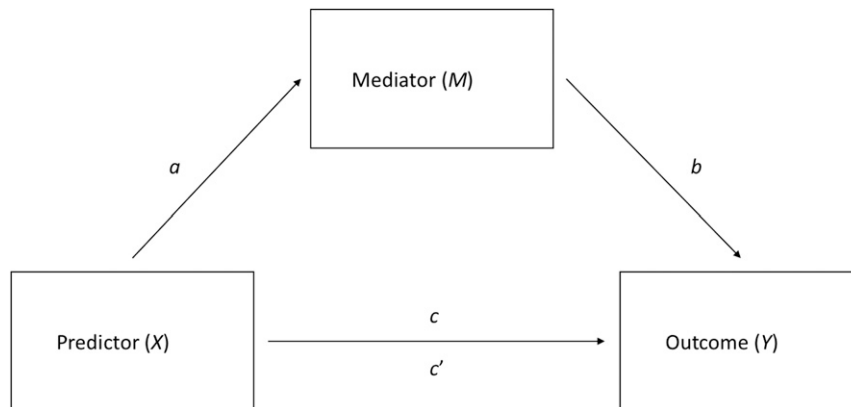 Mediator (M)
a
b
Predictor (X)
c
c’
Outcome (Y)